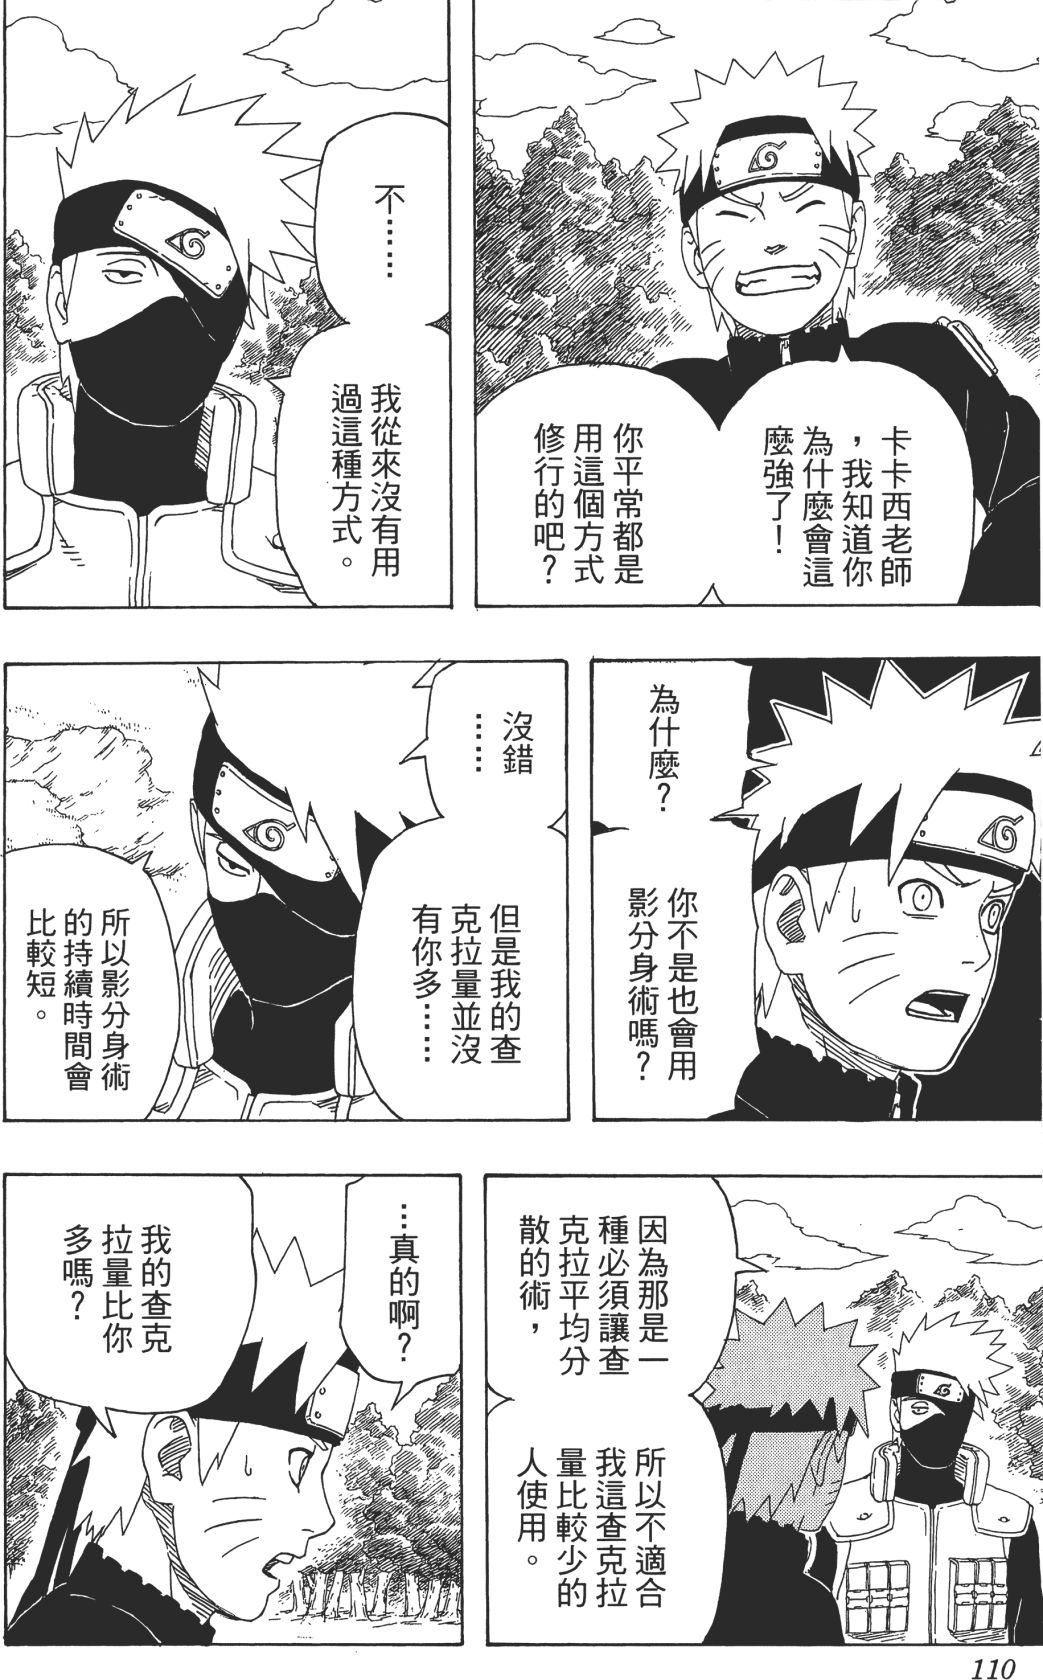 卡卡西老師
，我知道你
為什麼會這
麼強了！
你平常都是
用這個方式
修行的吧？
不……
我從來沒有用
過這種方式。
為什麼？
你不是也會用
影分身術嗎？
沒錯
……
但是我的查
克拉量並沒
有你多……
所以影分身術
的持續時間會
比較短。
因為那是一
種必須讓查
克拉平均分
散的術，
所以不適合
我這查克拉
量比較少的
人使用。
…真的啊？
我的查克
拉量比你
多嗎？
110